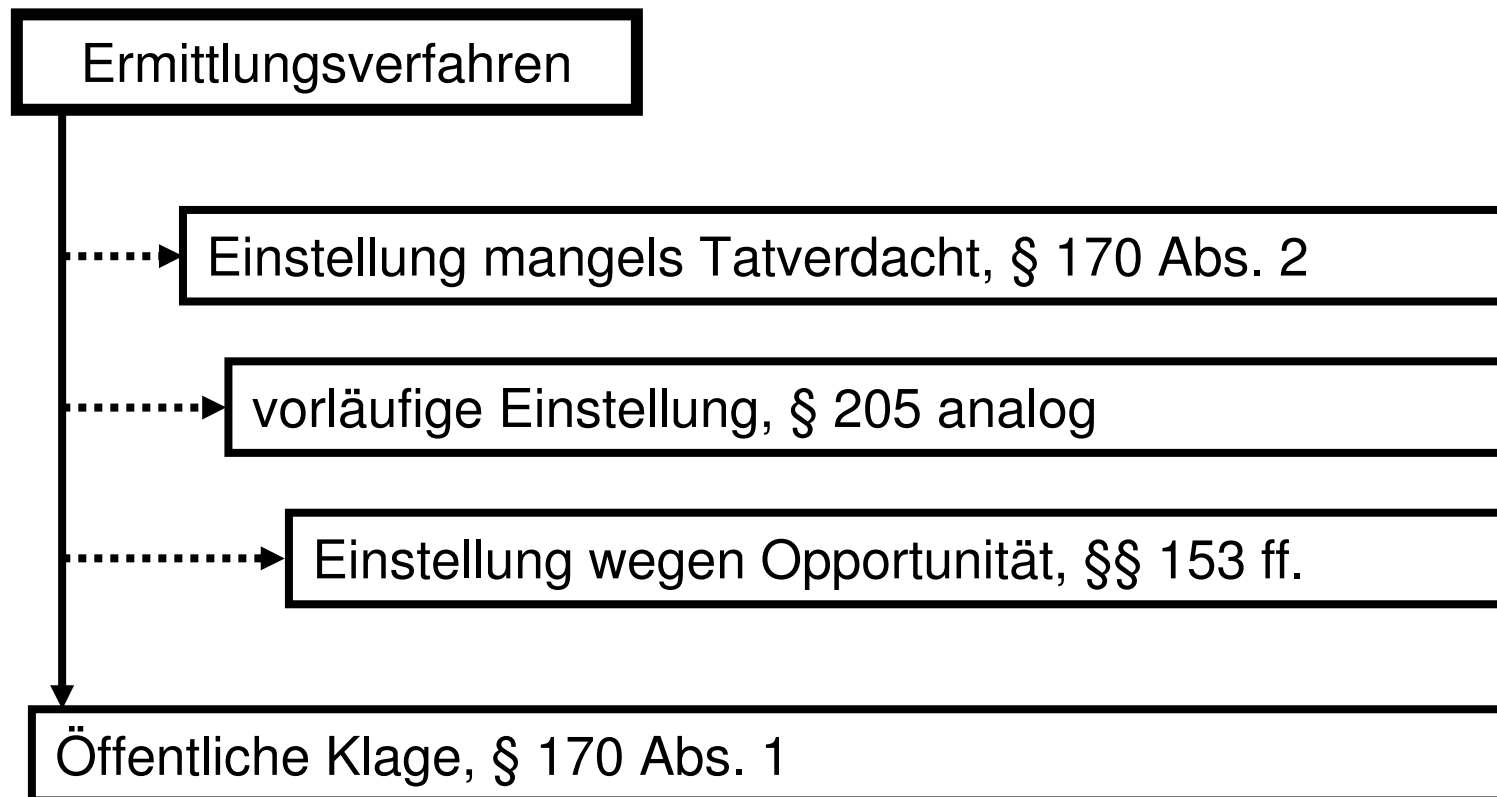 Ermittlungsverfahren
Einstellung mangels Tatverdacht, § 170 Abs. 2
vorläufige Einstellung, § 205 analog
Einstellung wegen Opportunität, §§ 153 ff.
Öffentliche Klage, § 170 Abs. 1